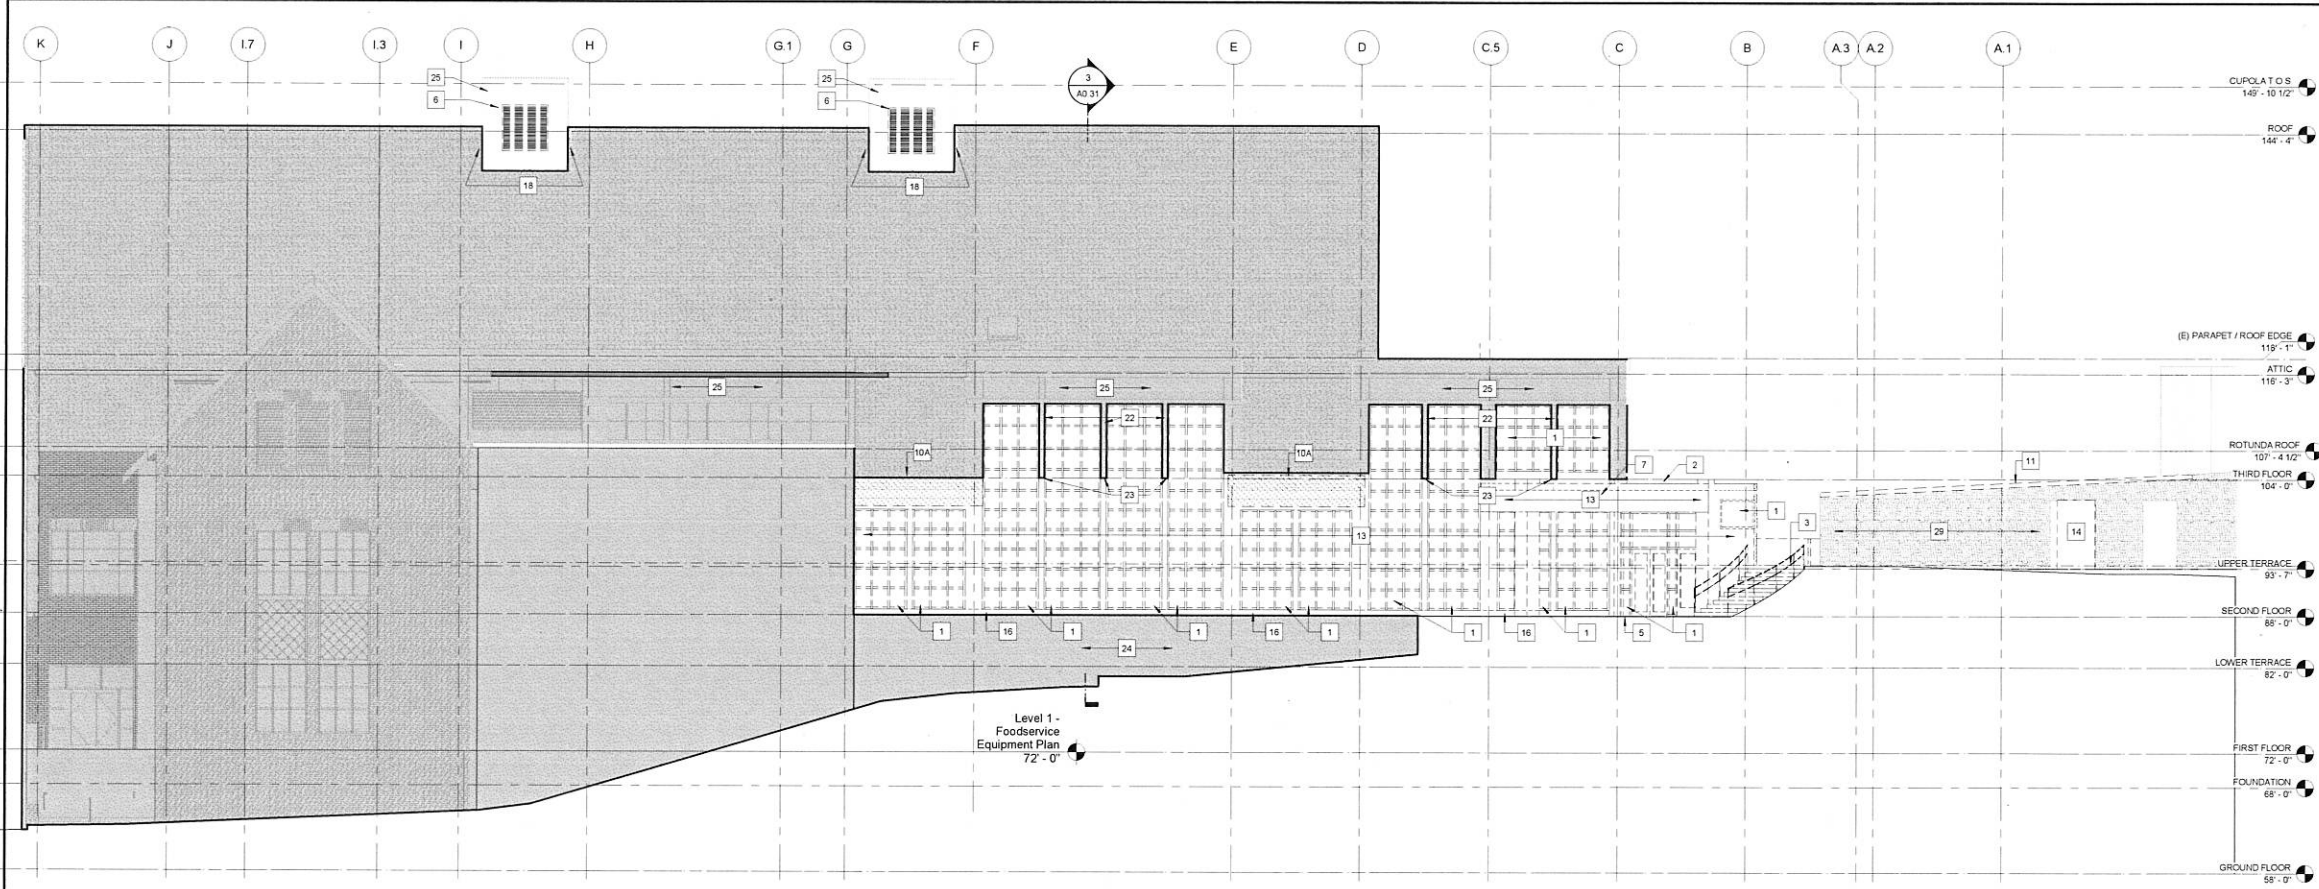 K
J
I.7
I.3
I
H
G.1
G
F
E
D
C.5
C
B
A.3
A.2
A.1
3
A0.31
25
6
25
6
18
18
CUPOLA T.O.S.
149' - 10 1/2"
ROOF
144' - 4"
(E) PARAPET / ROOF EDGE
ATTIC
116' - 3"
25
25
25
22
22
1
10A
10A
23
23
7
2
13
11
ROTUNDA ROOF
107' - 4 1/2"
THIRD FLOOR
104' - 0"
13
1
3
29
14
UPPER TERRACE
93' - 7"
1
16
1
1
16
1
1
16
1
5
1
SECOND FLOOR
88' - 0"
24
LOWER TERRACE
82' - 0"
Level 1 -
Foodservice
Equipment Plan
72' - 0"
FIRST FLOOR
72' - 0"
FOUNDATION
68' - 0"
GROUND FLOOR
58' - 0"